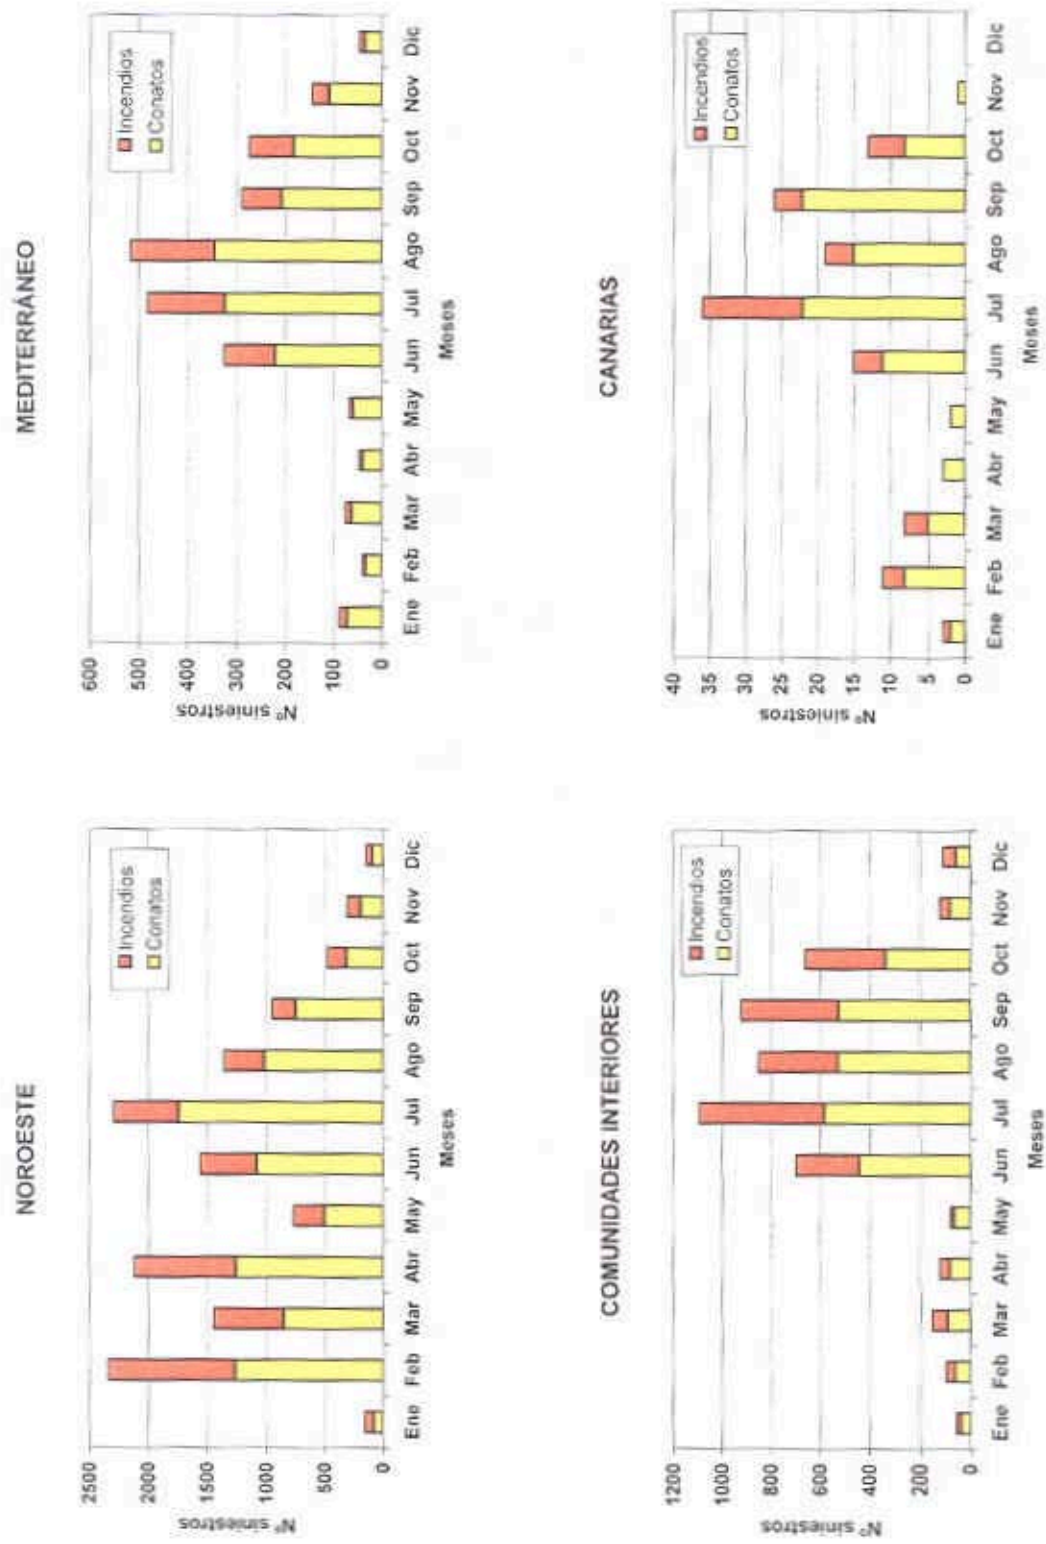 NOROESTE
Nº siniestros
2500
2000
1500
1000
500
0
Incendios
Conatos
Ene Feb Mar Abr May Jun Jul Ago Sep Oct Nov Dic
Meses
MEDITERRÁNEO
Nº siniestros
600
500
400
300
200
100
0
Incendios
Conatos
Ene Feb Mar Abr May Jun Jul Ago Sep Oct Nov Dic
Meses
COMUNIDADES INTERIORES
Nº siniestros
1200
1000
800
600
400
200
0
Incendios
Conatos
Ene Feb Mar Abr May Jun Jul Ago Sep Oct Nov Dic
Meses
CANARIAS
Nº siniestros
40
35
30
25
20
15
10
5
0
Incendios
Conatos
Ene Feb Mar Abr May Jun Jul Ago Sep Oct Nov Dic
Meses